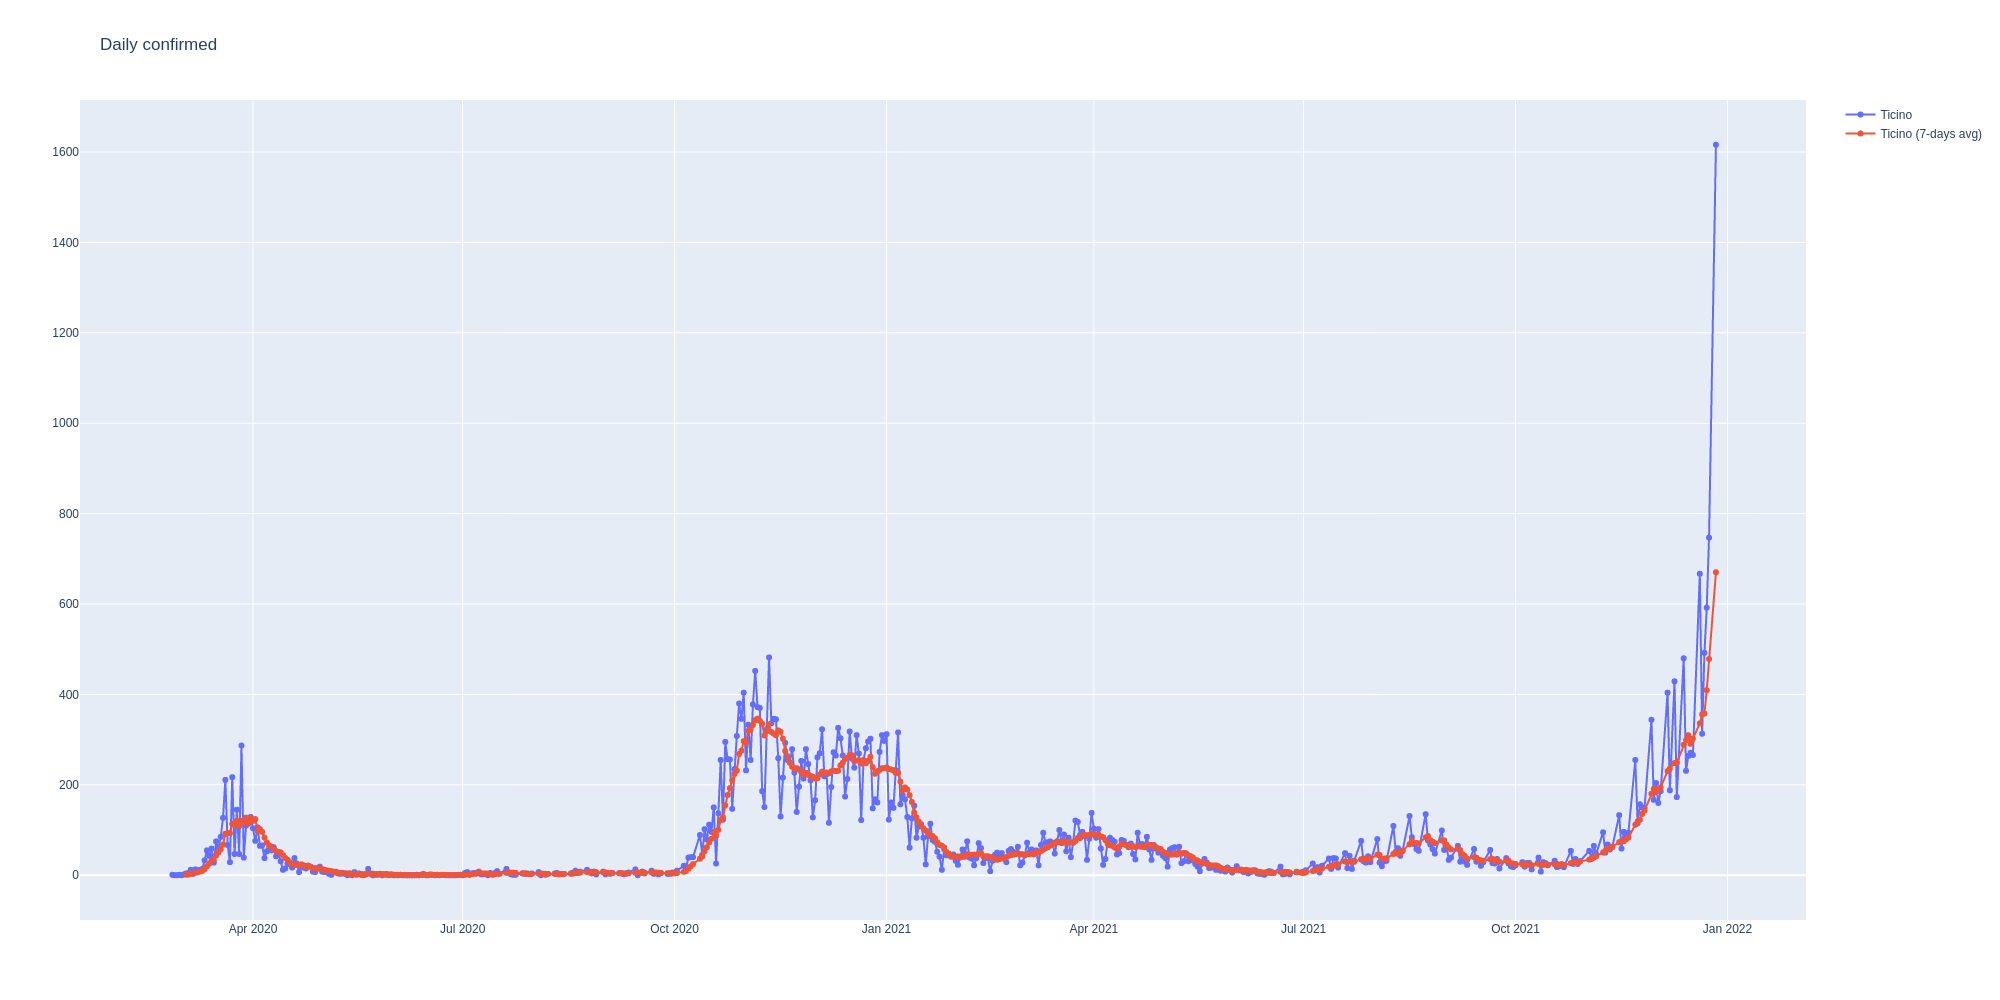 Daily confirmed
Ticino
Ticino (7-days avg)
1600
1400
1200
1000
800
600
400
200
0
Apr 2020
Jul 2020
Oct 2020
Jan 2021
Apr 2021
Jul 2021
Oct 2021
Jan 2022